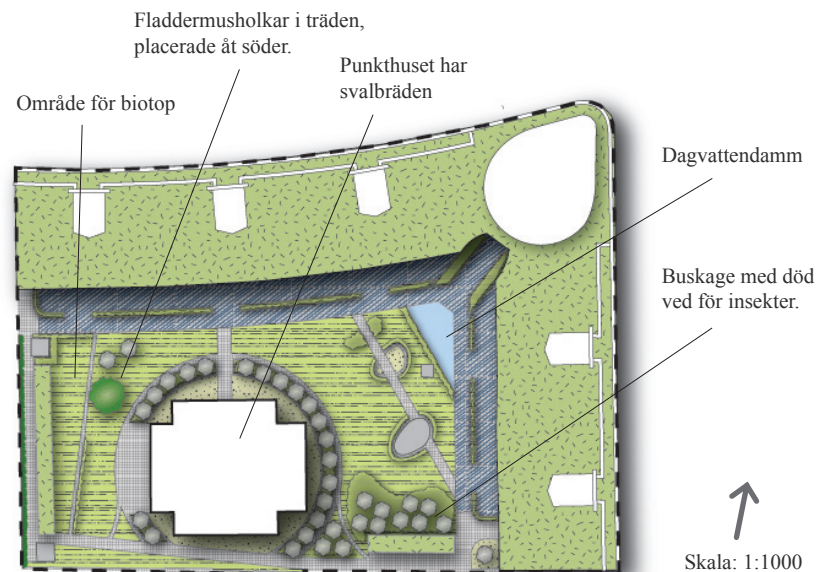 Fladdermusholkar i träden,
placerade åt söder.
Punkthuset har
svalbräden
Område för biotop
Dagvattendamm
Buskage med död
ved för insekter.
Skala: 1:1000